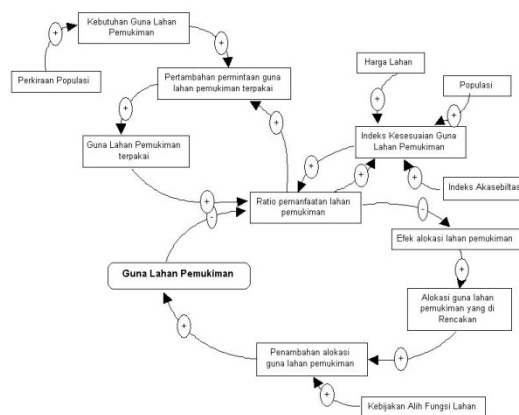 Kebutuhan Guna Lahan
Pemukiman
+
+
+
Perkiraan Populasi
Pertambahan permintaan guna
lahan pemukiman terpakai
Harga Lahan
Populasi
+
+
+
+
Guna Lahan Pemukiman
terpakai
Indeks Kesesuaian Guna
Lahan Pemukiman
+
+
+
+
Indeks Akasebiltas
+
-
Ratio pemanfaatan lahan
pemukiman
-
Efek alokasi lahan pemukiman
Guna Lahan Pemukiman
+
Alokasi guna lahan
pemukiman yang di
Rencakan
+
Penambahan alokasi
guna lahan pemukiman
+
+
Kebijakan Alih Fungsi Lahan